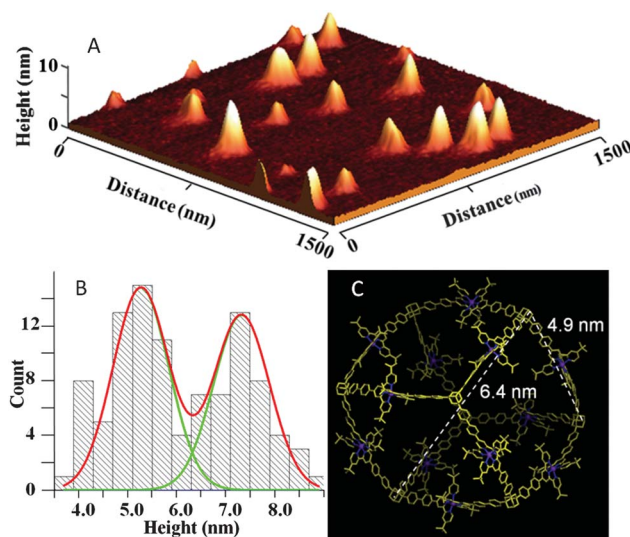 A
Height (nm)
10
0
0
Distance (nm)
1500
0
Distance (nm)
1500
B
Count
12
8
4
0
4.0 5.0 6.0 7.0 8.0
Height (nm)
C
4.9 nm
6.4 nm